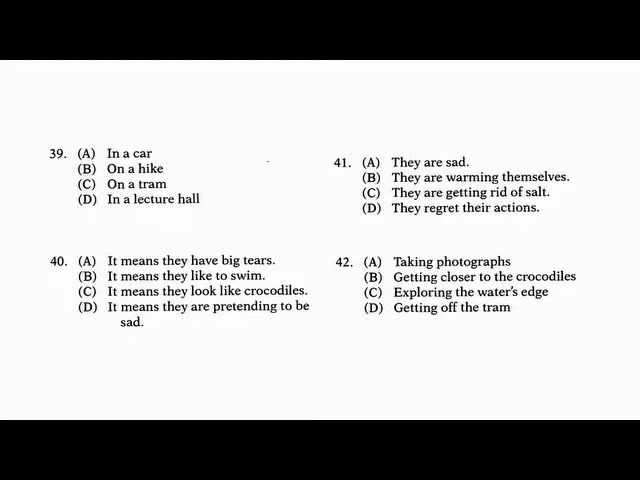 39. (A) In a car
(B) On a hike
(C) On a tram
(D) In a lecture hall
40. (A) It means they have big tears.
(B) It means they like to swim.
(C) It means they look like crocodiles.
(D) It means they are pretending to be
sad.
41. (A) They are sad.
(B) They are warming themselves.
(C) They are getting rid of salt.
(D) They regret their actions.
42. (A) Taking photographs
(B) Getting closer to the crocodiles
(C) Exploring the water's edge
(D) Getting off the tram